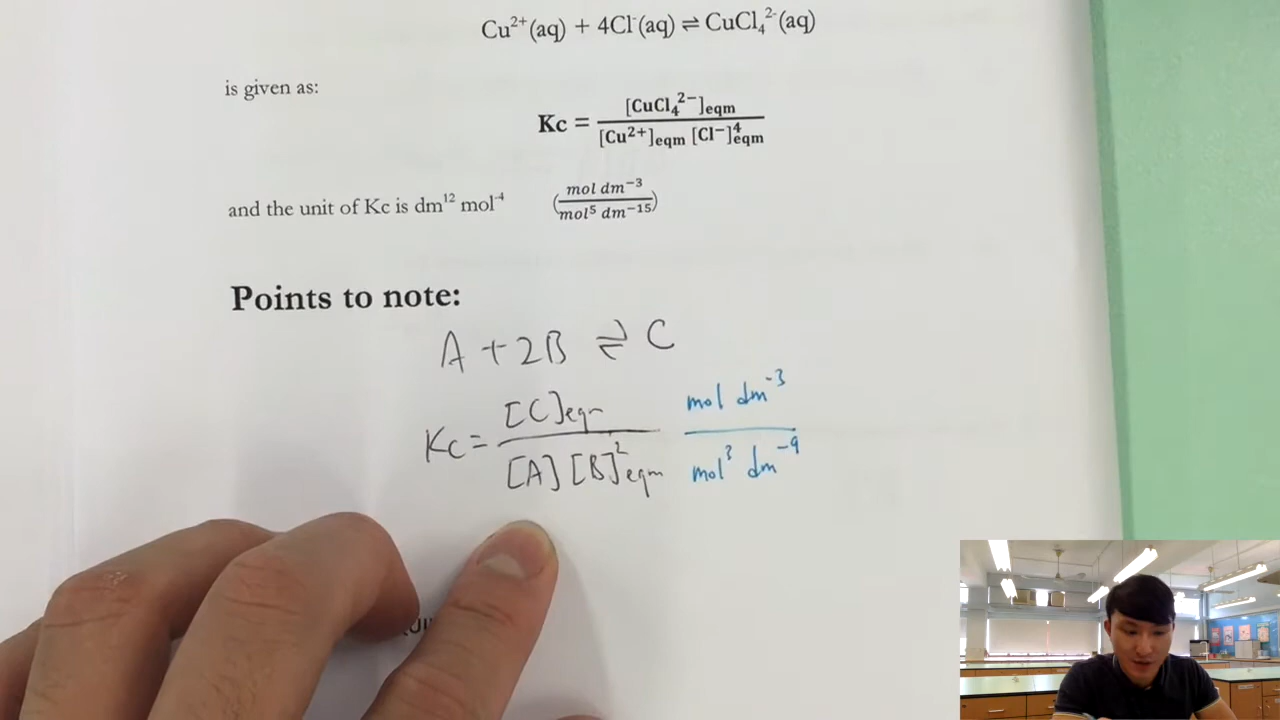 Cu²⁺(aq) + 4Cl⁻(aq) ⇌ CuCl₄²⁻(aq)
is given as:
Kc = [CuCl₄²⁻]eqm / [Cu²⁺]eqm [Cl⁻]⁴eqm
and the unit of Kc is dm¹² mol⁻⁴ (mol dm⁻³ / mol⁵ dm⁻¹⁵)
Points to note:
A + 2B ⇌ C
Kc = [C]eqm / [A][B]²eqm mol dm⁻³ / mol³ dm⁻⁹